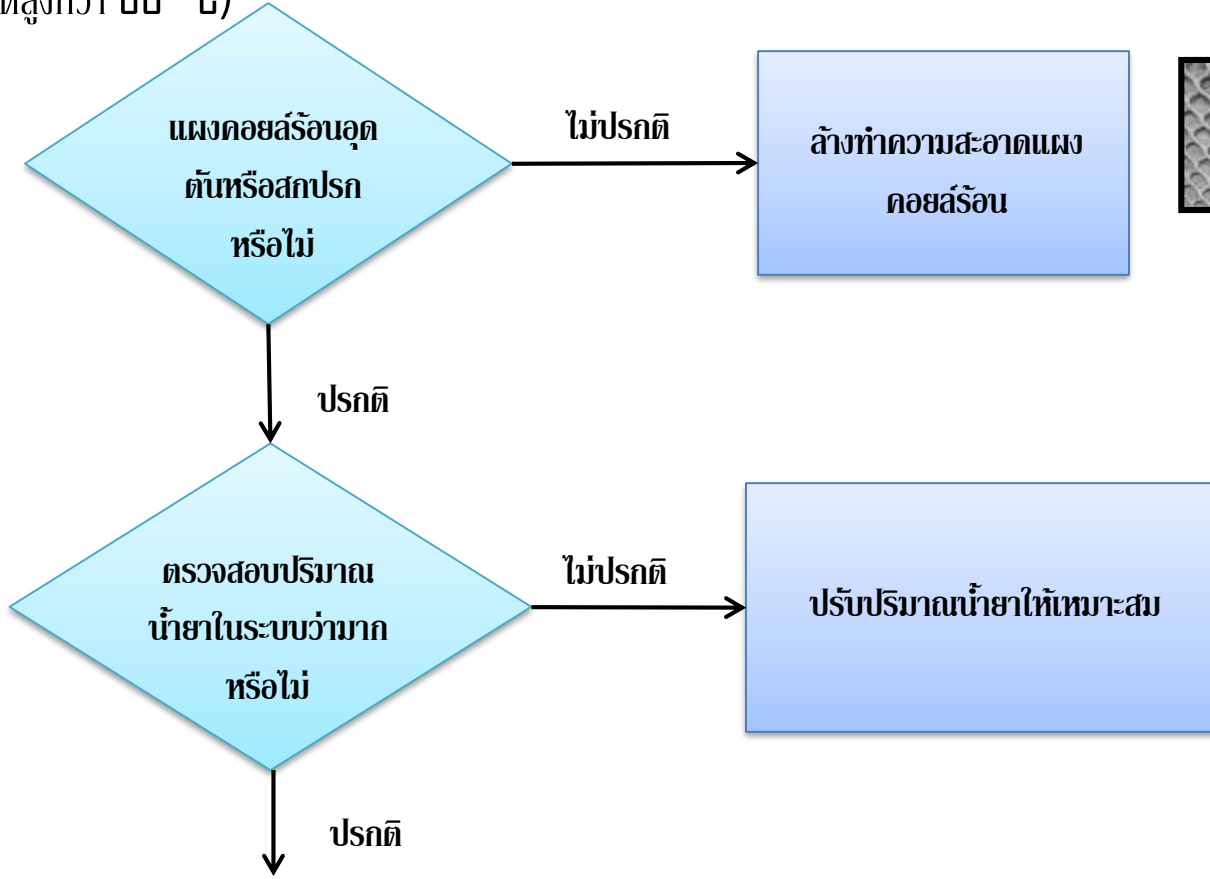 แผงคอยล์ร้อนอุด
ตันหรือสกปรก
หรือไม่
ไม่ปรกติ
ล้างทำความสะอาดแผง
คอยล์ร้อน
ปรกติ
ตรวจสอบปริมาณ
น้ำยาในระบบว่ามาก
หรือไม่
ไม่ปรกติ
ปรับปริมาณน้ำยาให้เหมาะสม
ปรกติ